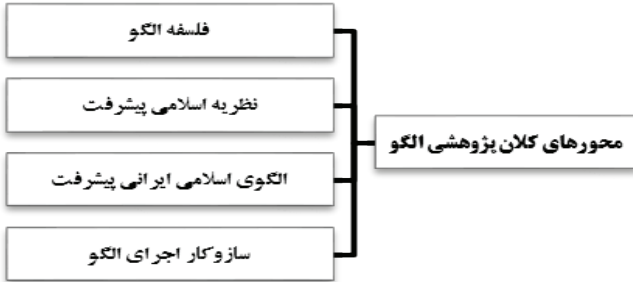 محورهای کلان پژوهشی الگو
فلسفه الگو
نظریه اسلامی پیشرفت
الگوی اسلامی ایرانی پیشرفت
سازوکار اجرای الگو